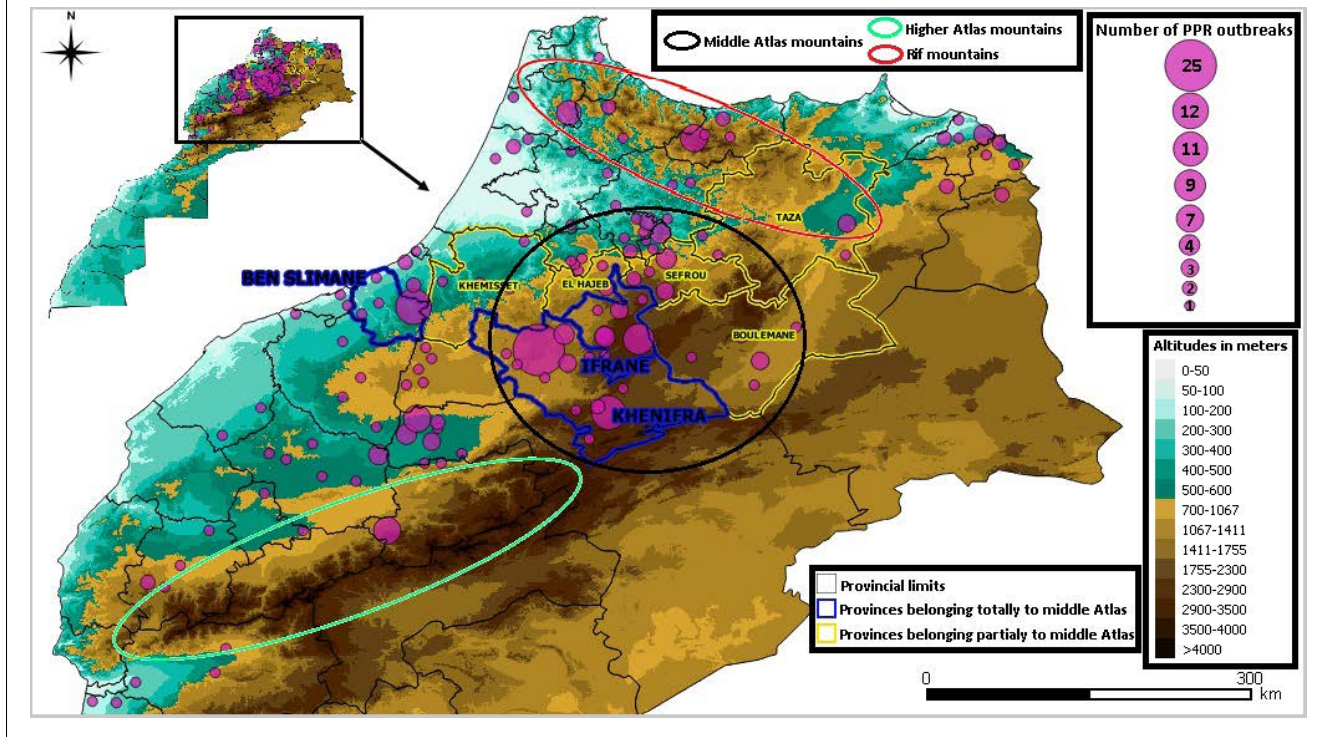 N
Middle Atlas mountains
Higher Atlas mountains
Rif mountains
Number of PPR outbreaks
25
12
11
9
7
4
3
2
1
TAZA
BEN SLIMANE
KHEMISSET
EL HAJEB
SEFROU
BOULEMANE
IFRANE
KHENIFRA
Altitudes in meters
0-50
50-100
100-200
200-300
300-400
400-500
500-600
700-1067
1067-1411
1411-1755
1755-2300
2300-2900
2900-3500
3500-4000
>4000
Provincial limits
Provinces belonging totally to middle Atlas
Provinces belonging partialy to middle Atlas
0 300
km